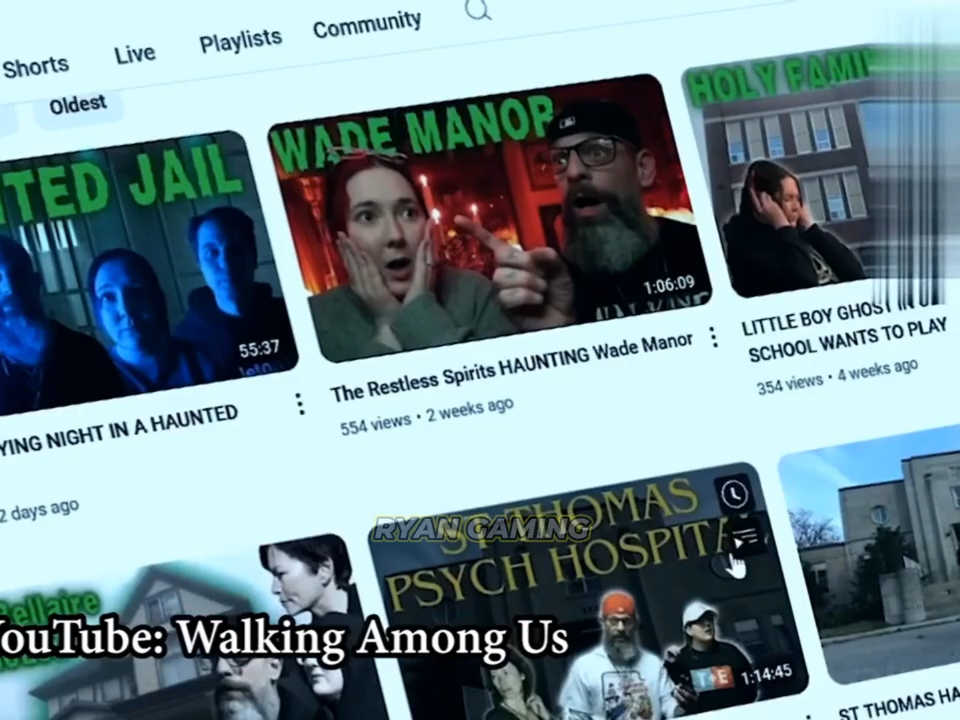 Shorts
Live
Playlists
Community
Oldest
TED JAIL
55:37
YING NIGHT IN A HAUNTED
2 days ago
WADE MANOR
1:06:09
The Restless Spirits HAUNTING Wade Manor
554 views • 2 weeks ago
HOLY FAMI
LITTLE BOY GHOST IN
SCHOOL WANTS TO PLAY
354 views • 4 weeks ago
Bellaire
ST THOMAS
PSYCH HOSPITA
1:14:45
RYAN GAMING
YouTube: Walking Among Us
ST THOMAS HA